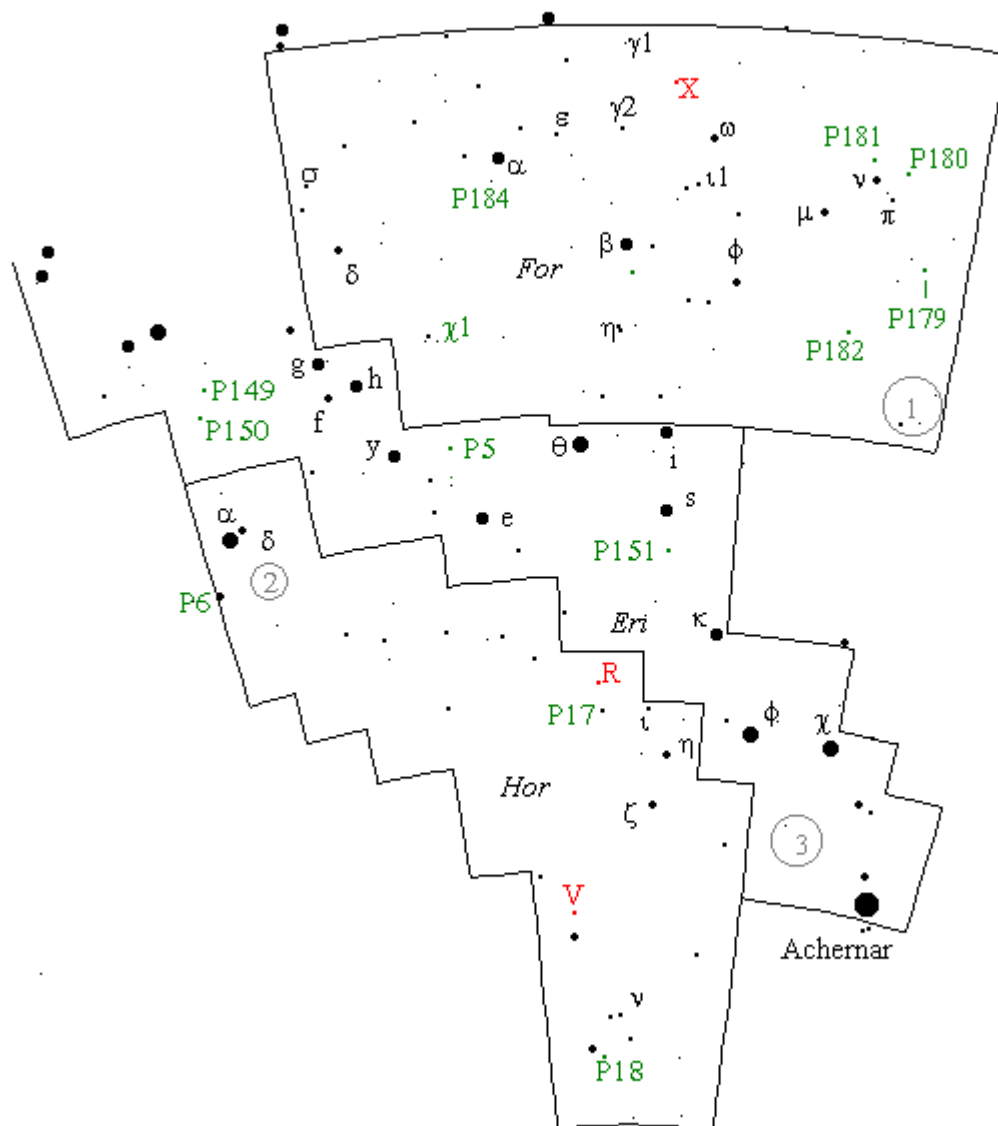 γ1
X
γ2
ε
ω
P181
P180
α
σ
ι1
ν
P184
π
μ
β
δ
For
φ
P179
χ1
η
P182
g
h
P149
1
f
P150
y
P5
θ
i
e
s
α
δ
P151
2
P6
Eri
κ
R
P17
ι
φ
χ
η
Hor
ζ
3
V
Achernar
ν
P18